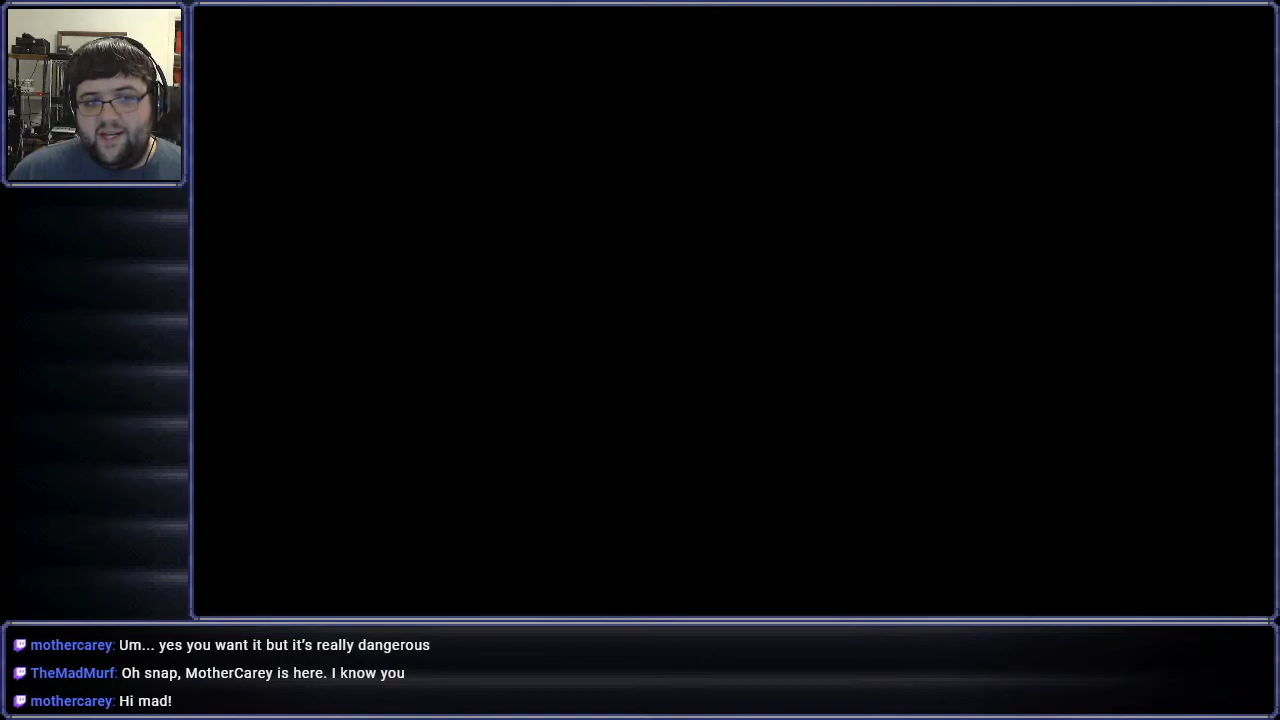 mothercarey: Um... yes you want it but it's really dangerous
TheMadMurf: Oh snap, MotherCarey is here. I know you
mothercarey: Hi mad!